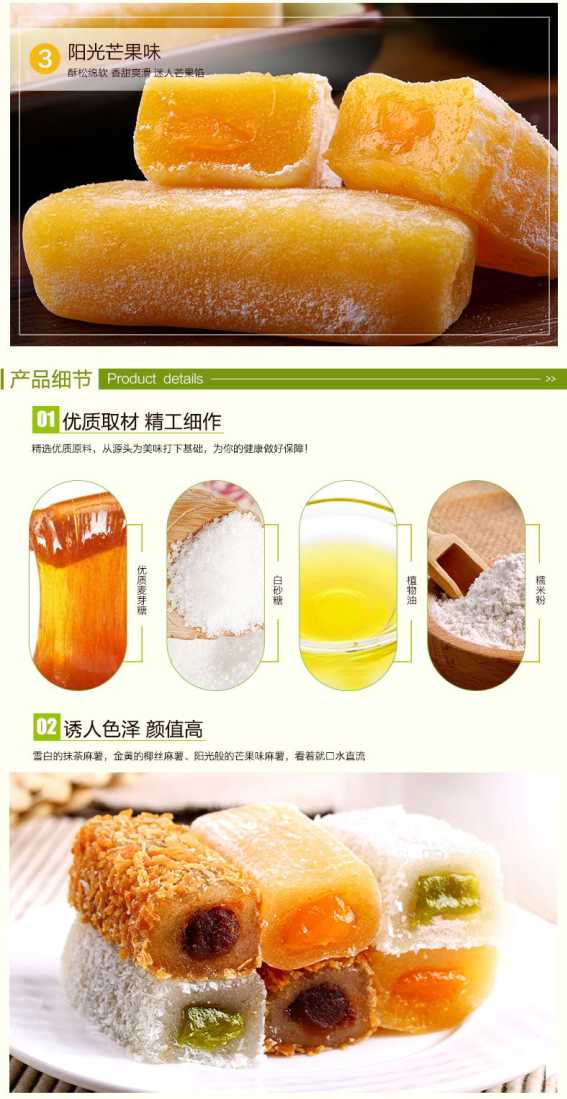 3
阳光芒果味
酥松绵软 香甜爽滑 迷人芒果馅
产品细节
Product details
>>
01 优质取材 精工细作
精选优质原料，从源头为美味打下基础，为你的健康做好保障！
优质麦芽糖
白砂糖
植物油
糯米粉
02 诱人色泽 颜值高
雪白的抹茶麻薯，金黄的椰丝麻薯、阳光般的芒果味麻薯，看着就口水直流